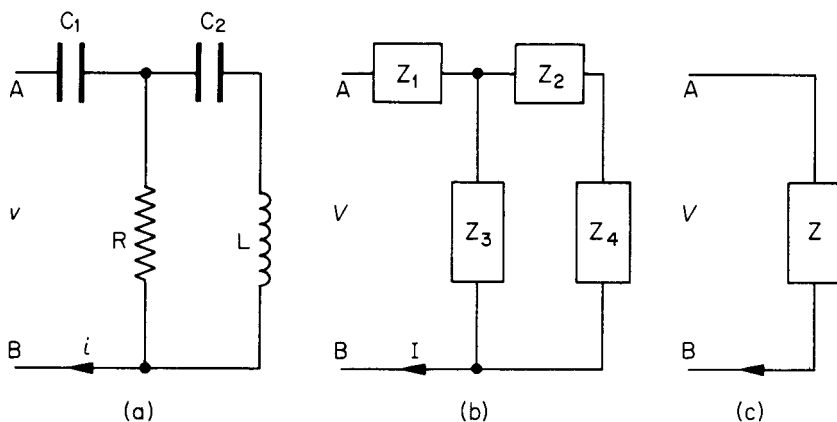 C₁ C₂
A
v
R L
B i
(a)
A Z₁ Z₂
V
Z₃ Z₄
B I
(b)
A
V Z
B
(c)